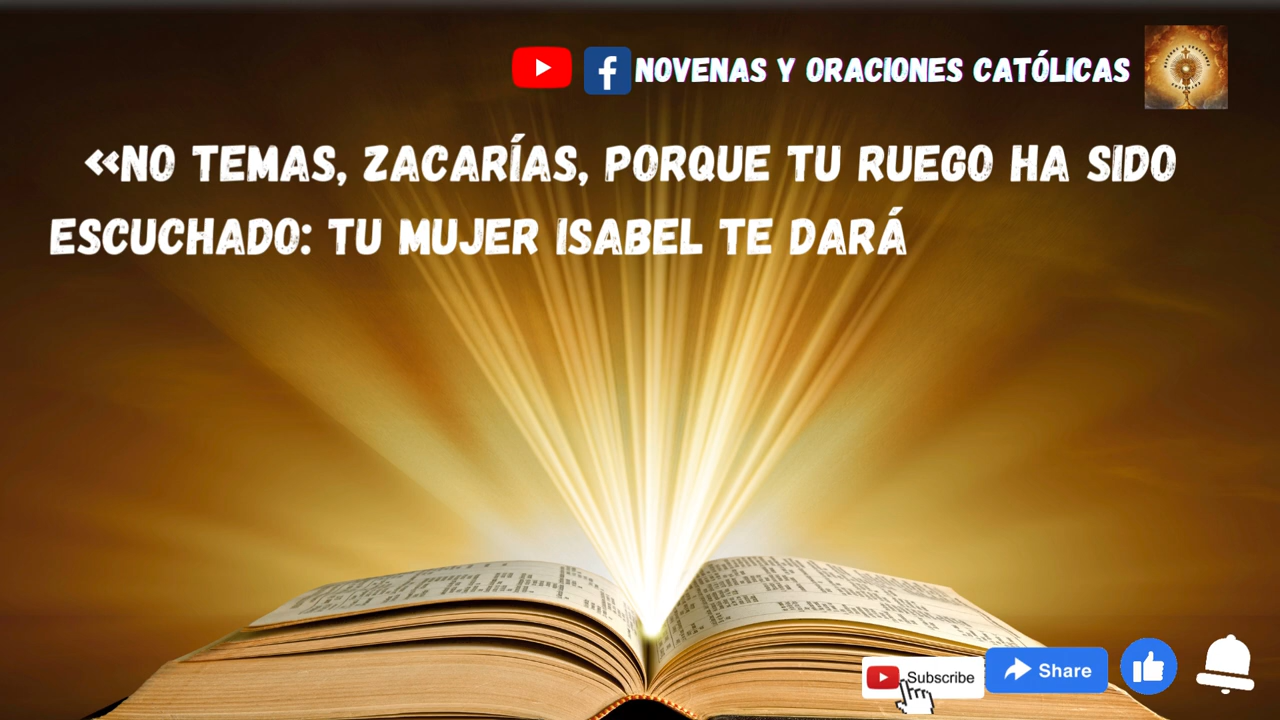 NOVENAS Y ORACIONES CATÓLICAS
«NO TEMAS, ZACARÍAS, PORQUE TU RUEGO HA SIDO
ESCUCHADO: TU MUJER ISABEL TE DARÁ
Subscribe
Share